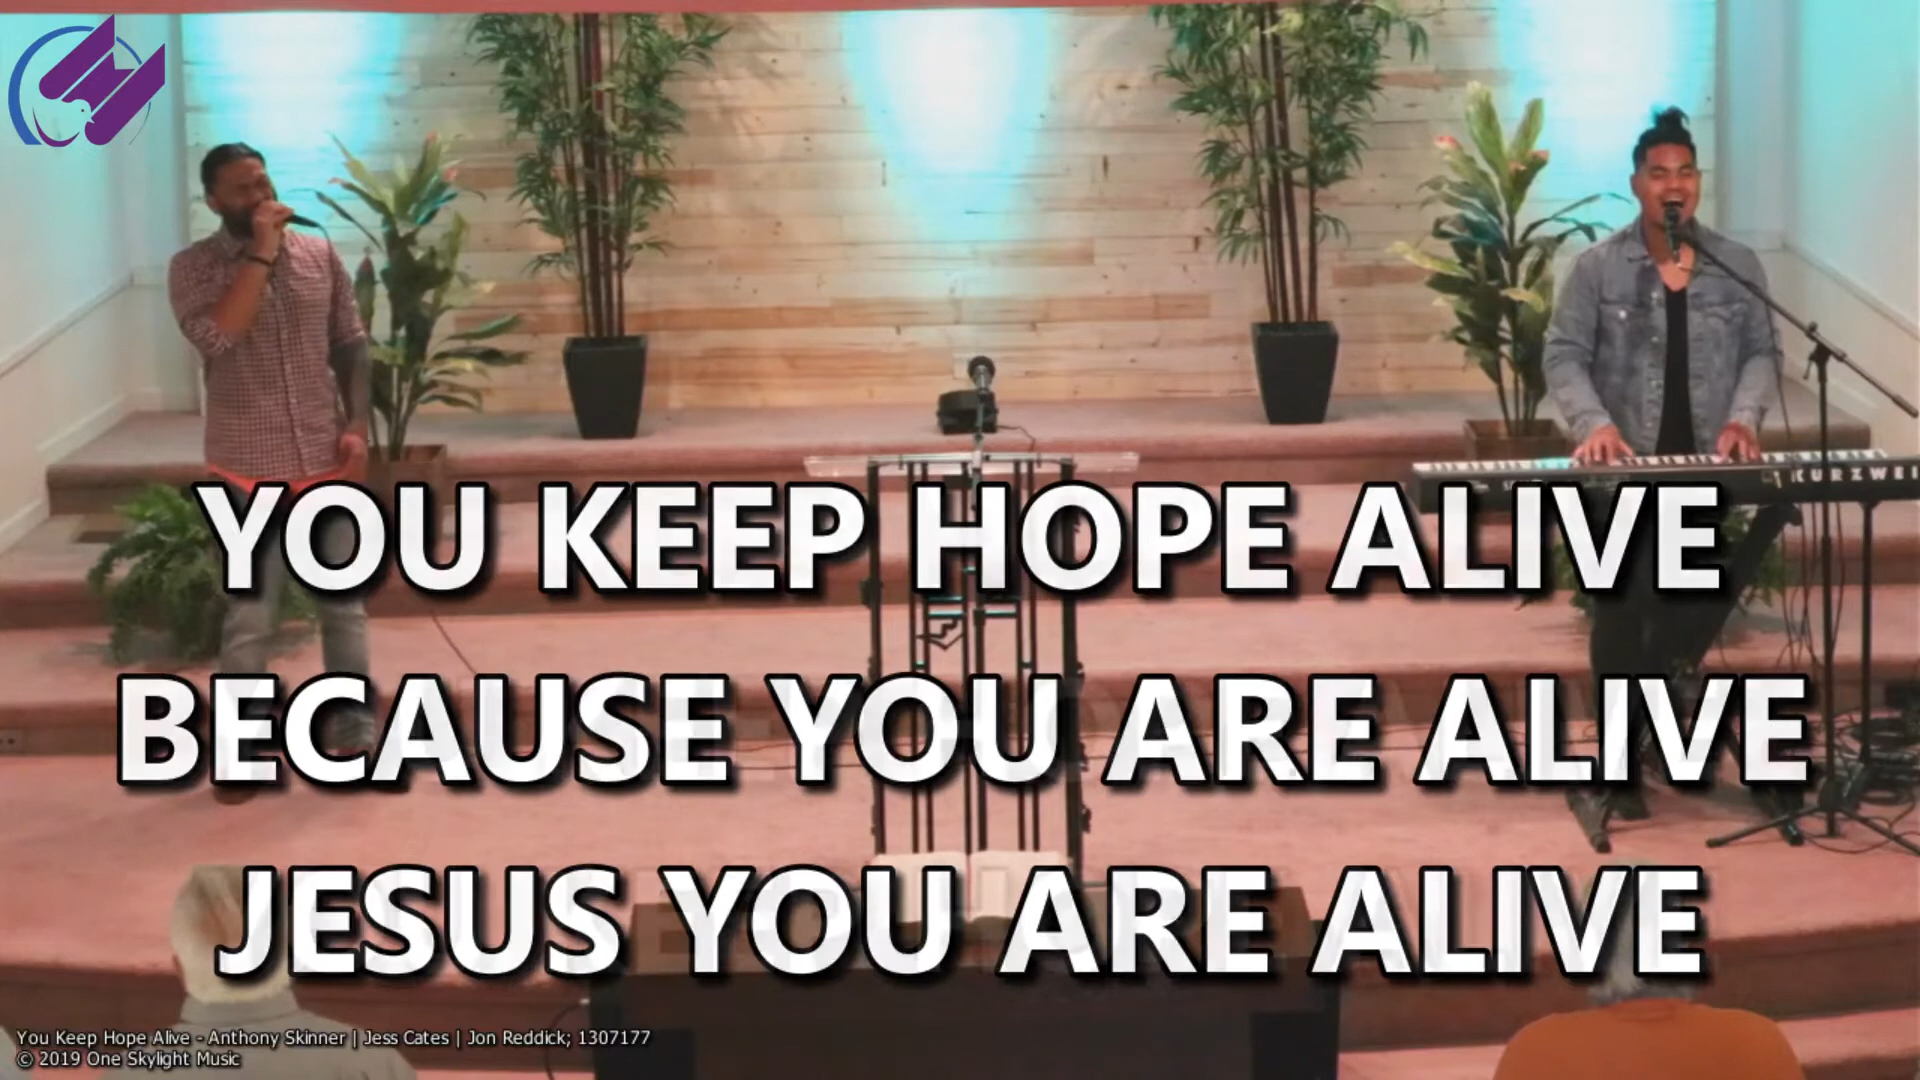 KURZWEI
YOU KEEP HOPE ALIVE
BECAUSE YOU ARE ALIVE
JESUS YOU ARE ALIVE
You Keep Hope Alive - Anthony Skinner | Jess Cates | Jon Reddick; 1307177
© 2019 One Skylight Music